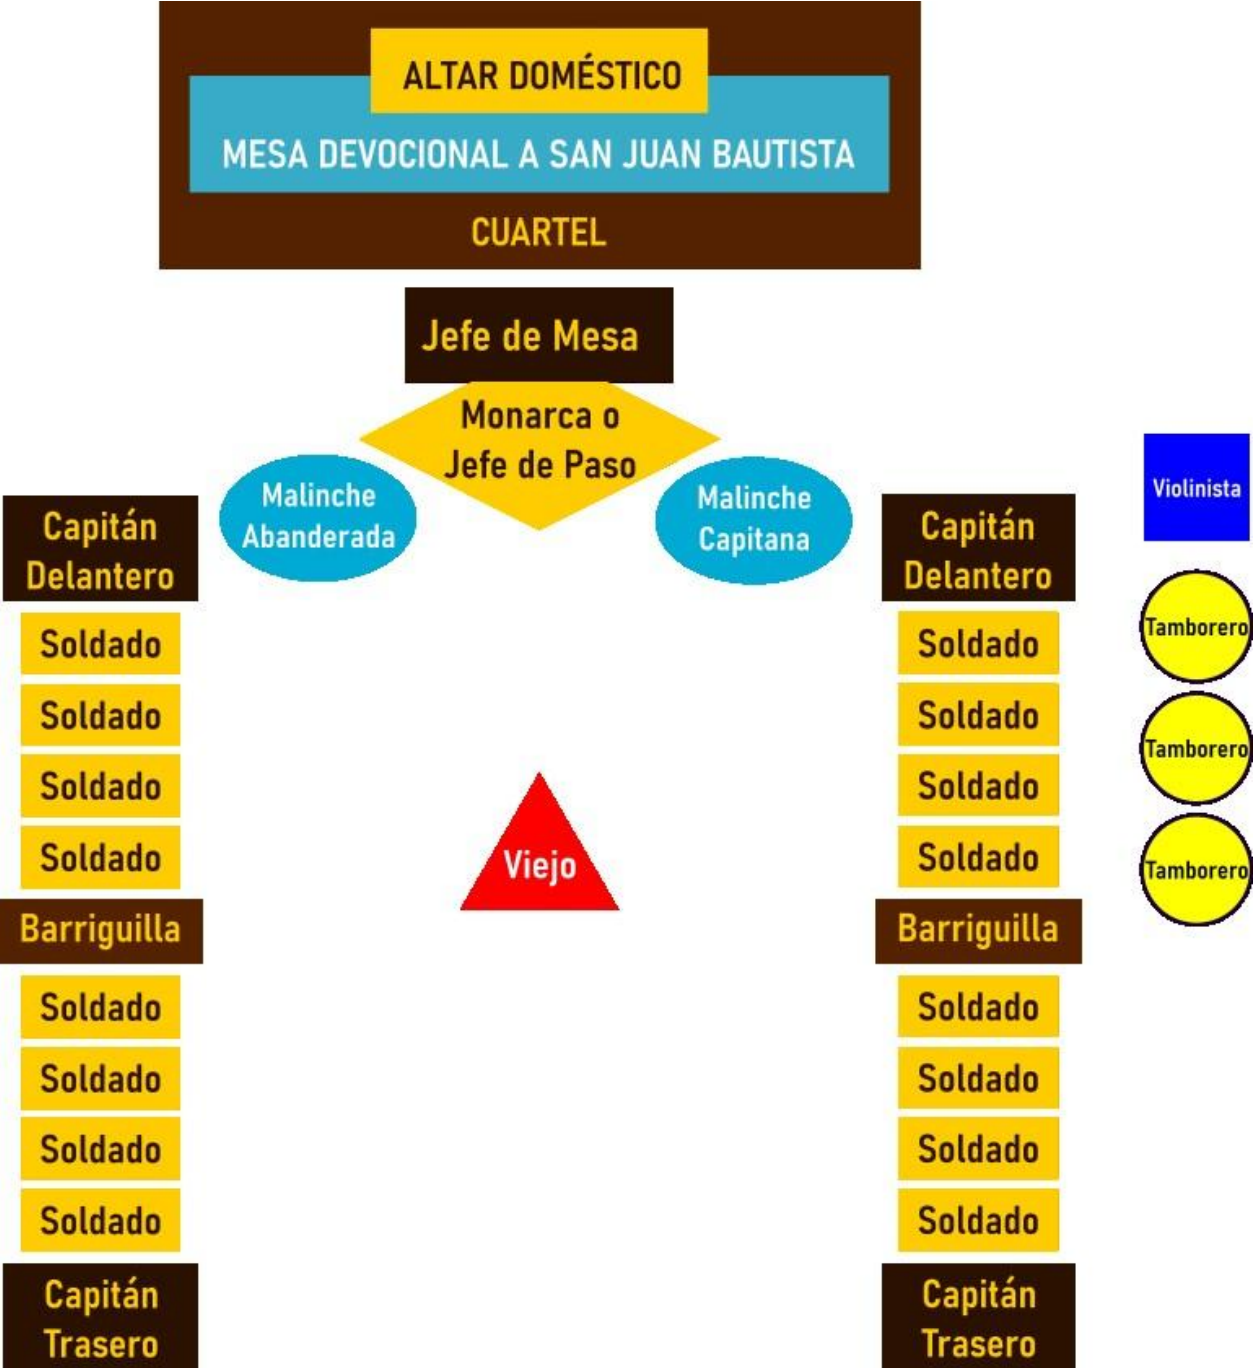 ALTAR DOMÉSTICO
MESA DEVOCIONAL A SAN JUAN BAUTISTA
CUARTEL
Jefe de Mesa
Monarca o
Jefe de Paso
Malinche
Abanderada
Malinche
Capitana
Capitán
Delantero
Soldado
Soldado
Soldado
Soldado
Barriguilla
Soldado
Soldado
Soldado
Soldado
Capitán
Trasero
Viejo
Capitán
Delantero
Soldado
Soldado
Soldado
Soldado
Barriguilla
Soldado
Soldado
Soldado
Soldado
Capitán
Trasero
Violinista
Tamborero
Tamborero
Tamborero